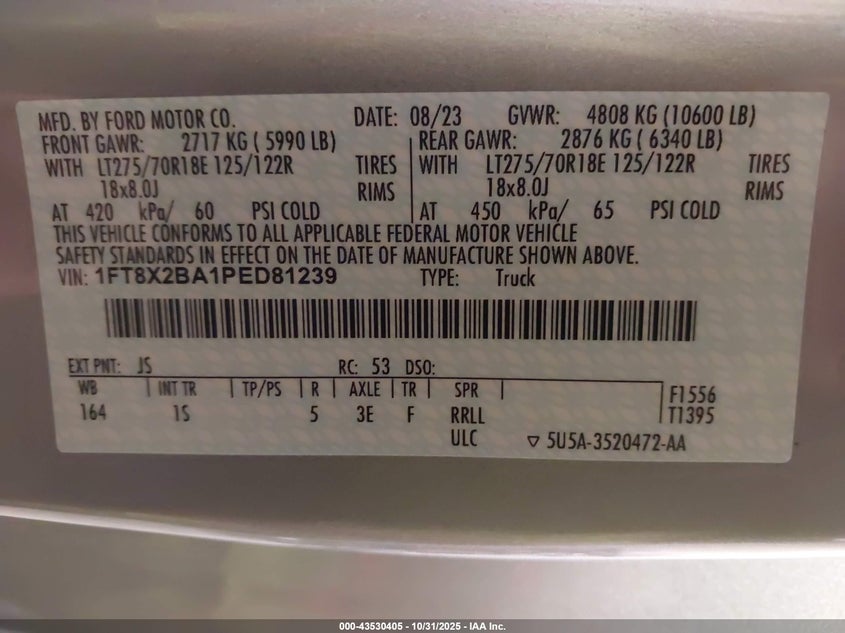 MFD. BY FORD MOTOR CO. DATE: 08/23 GVWR: 4808 KG (10600 LB)
FRONT GAWR: 2717 KG ( 5990 LB) REAR GAWR: 2876 KG ( 6340 LB)
WITH LT275/70R18E 125/122R TIRES WITH LT275/70R18E 125/122R TIRES
18x8.0J RIMS 18x8.0J RIMS
AT 420 kPa/ 60 PSI COLD AT 450 kPa/ 65 PSI COLD
THIS VEHICLE CONFORMS TO ALL APPLICABLE FEDERAL MOTOR VEHICLE
SAFETY STANDARDS IN EFFECT ON THE DATE OF MANUFACTURE SHOWN ABOVE.
VIN: 1FT8X2BA1PED81239 TYPE: Truck
EXT PNT: JS RC: 53 DSO:
WB INT TR TP/PS R AXLE TR SPR F1556
164 1S 5 3E F RRLL T1395
ULC ▽ 5U5A-3520472-AA
000-43530405 - 10/31/2025 - IAA Inc.